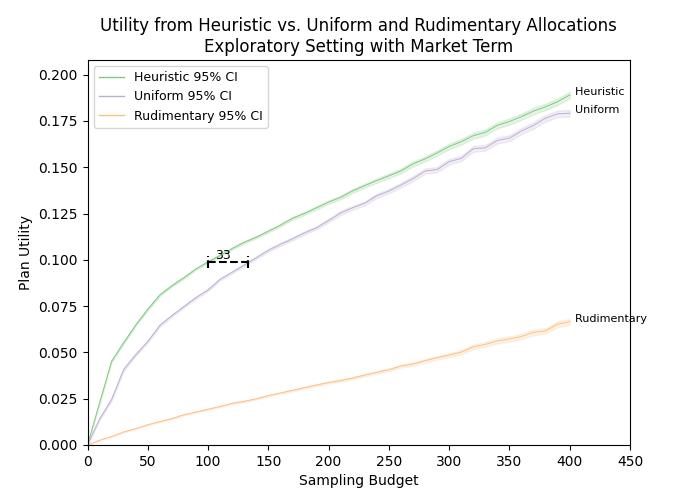 Utility from Heuristic vs. Uniform and Rudimentary Allocations
Exploratory Setting with Market Term
Heuristic 95% CI
Uniform 95% CI
Rudimentary 95% CI
Plan Utility
0.200
0.175
0.150
0.125
0.100
0.075
0.050
0.025
0.000
33
Heuristic
Uniform
Rudimentary
0 50 100 150 200 250 300 350 400 450
Sampling Budget